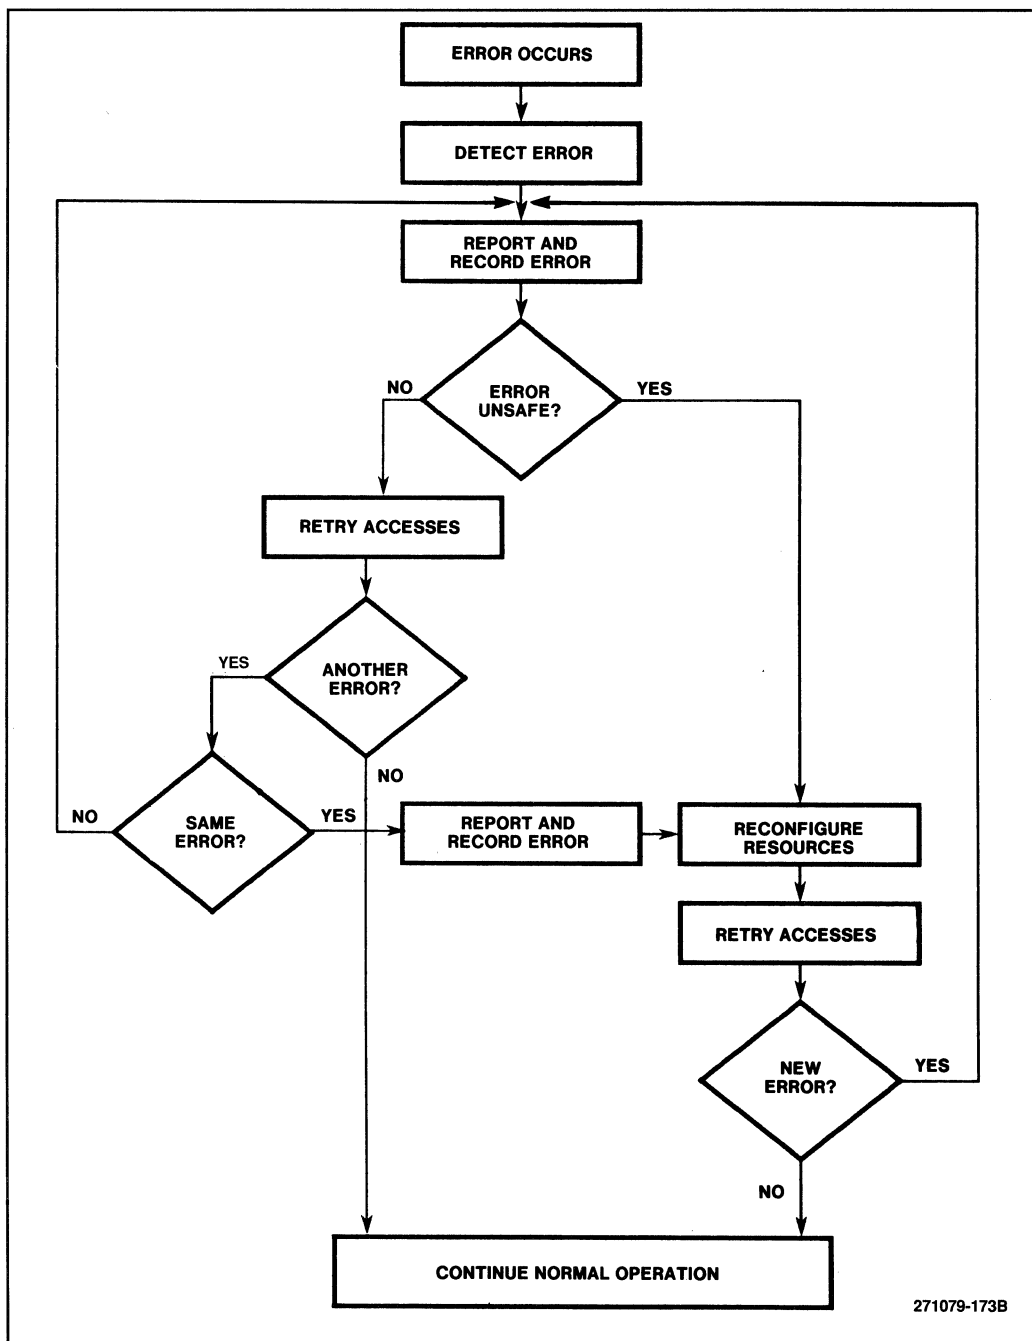 ERROR OCCURS
DETECT ERROR
REPORT AND
RECORD ERROR
ERROR
UNSAFE?
NO
YES
RETRY ACCESSES
ANOTHER
ERROR?
YES
NO
SAME
ERROR?
NO
YES
REPORT AND
RECORD ERROR
RECONFIGURE
RESOURCES
RETRY ACCESSES
NEW
ERROR?
YES
NO
CONTINUE NORMAL OPERATION
271079-173B